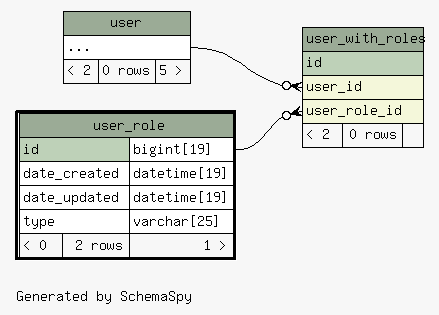 user
...
< 2 0 rows 5 >
user_with_roles
id
user_id
user_role_id
< 2 0 rows
user_role
id bigint[19]
date_created datetime[19]
date_updated datetime[19]
type varchar[25]
< 0 2 rows 1 >
Generated by SchemaSpy